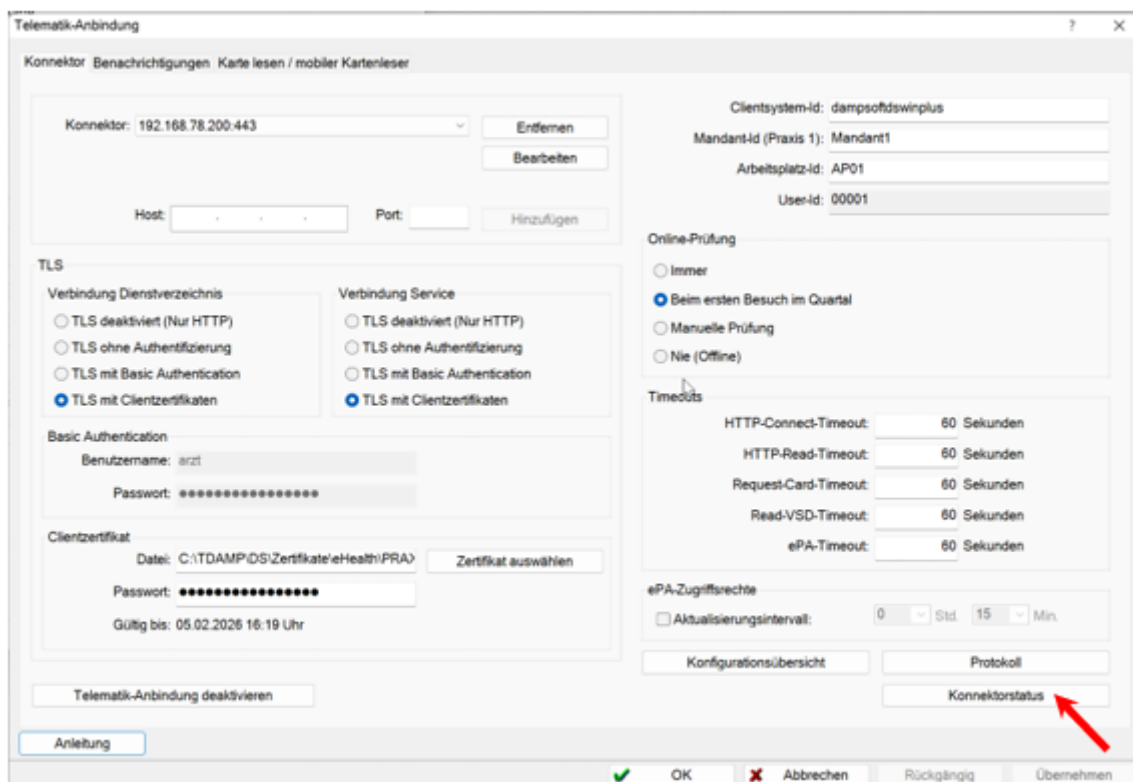 Telematik-Anbindung
? ✕
Konnektor Benachrichtigungen Karte lesen / mobiler Kartenleser
Konnektor: 192.168.78.200:443
Entfernen
Bearbeiten
Host: . . . Port:
Hinzufügen
TLS
Verbindung Dienstverzeichnis
TLS deaktiviert (Nur HTTP)
TLS ohne Authentifizierung
TLS mit Basic Authentication
TLS mit Clientzertifikaten
Verbindung Service
TLS deaktiviert (Nur HTTP)
TLS ohne Authentifizierung
TLS mit Basic Authentication
TLS mit Clientzertifikaten
Basic Authentication
Benutzername: arzt
Passwort: ●●●●●●●●●●●●●●●●
Clientzertifikat
Datei: C:\TDAMP\DS\Zertifikate\eHealth\PRAX
Zertifikat auswählen
Passwort: ●●●●●●●●●●●●●●●●
Gültig bis: 05.02.2026 16:19 Uhr
Telematik-Anbindung deaktivieren
Clientsystem-Id: dampsoftdswinplus
Mandant-Id (Praxis 1): Mandant1
Arbeitsplatz-Id: AP01
User-Id: 00001
Online-Prüfung
Immer
Beim ersten Besuch im Quartal
Manuelle Prüfung
Nie (Offline)
Timeouts
HTTP-Connect-Timeout: 60 Sekunden
HTTP-Read-Timeout: 60 Sekunden
Request-Card-Timeout: 60 Sekunden
Read-VSD-Timeout: 60 Sekunden
ePA-Timeout: 60 Sekunden
ePA-Zugriffsrechte
Aktualisierungsintervall: 0 Std. 15 Min.
Konfigurationsübersicht
Protokoll
Konnektorstatus
Anleitung
OK
Abbrechen
Rückgängig
Übernehmen